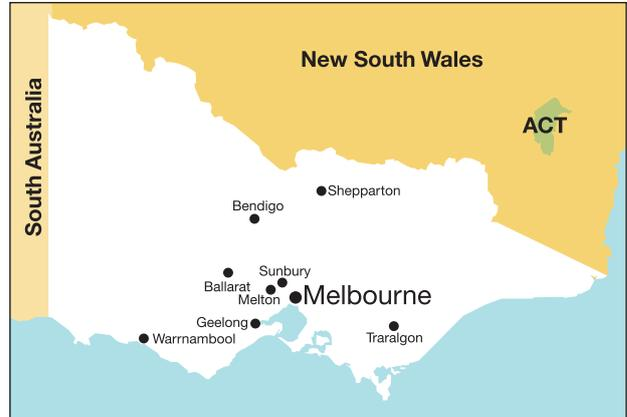 New South Wales
ACT
South Australia
Shepparton
Bendigo
Sunbury
Ballarat
Melton
Melbourne
Geelong
Warrnambool
Traralgon